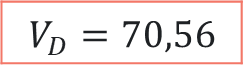 V_D = 70,56